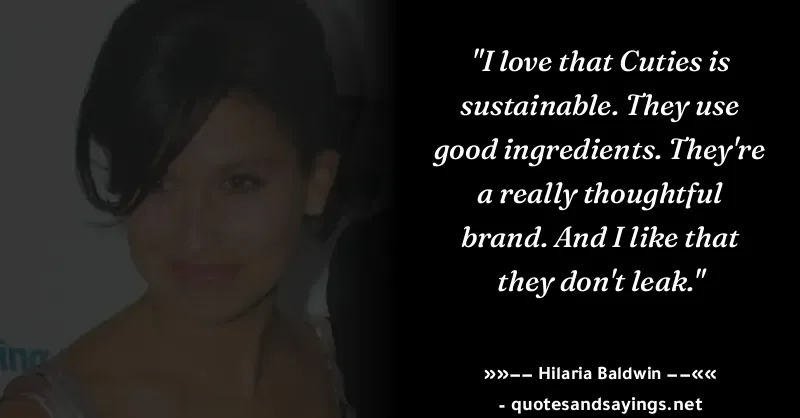 "I love that Cuties is
sustainable. They use
good ingredients. They're
a really thoughtful
brand. And I like that
they don't leak."
»»-- Hilaria Baldwin --««
- quotesandsayings.net
ing